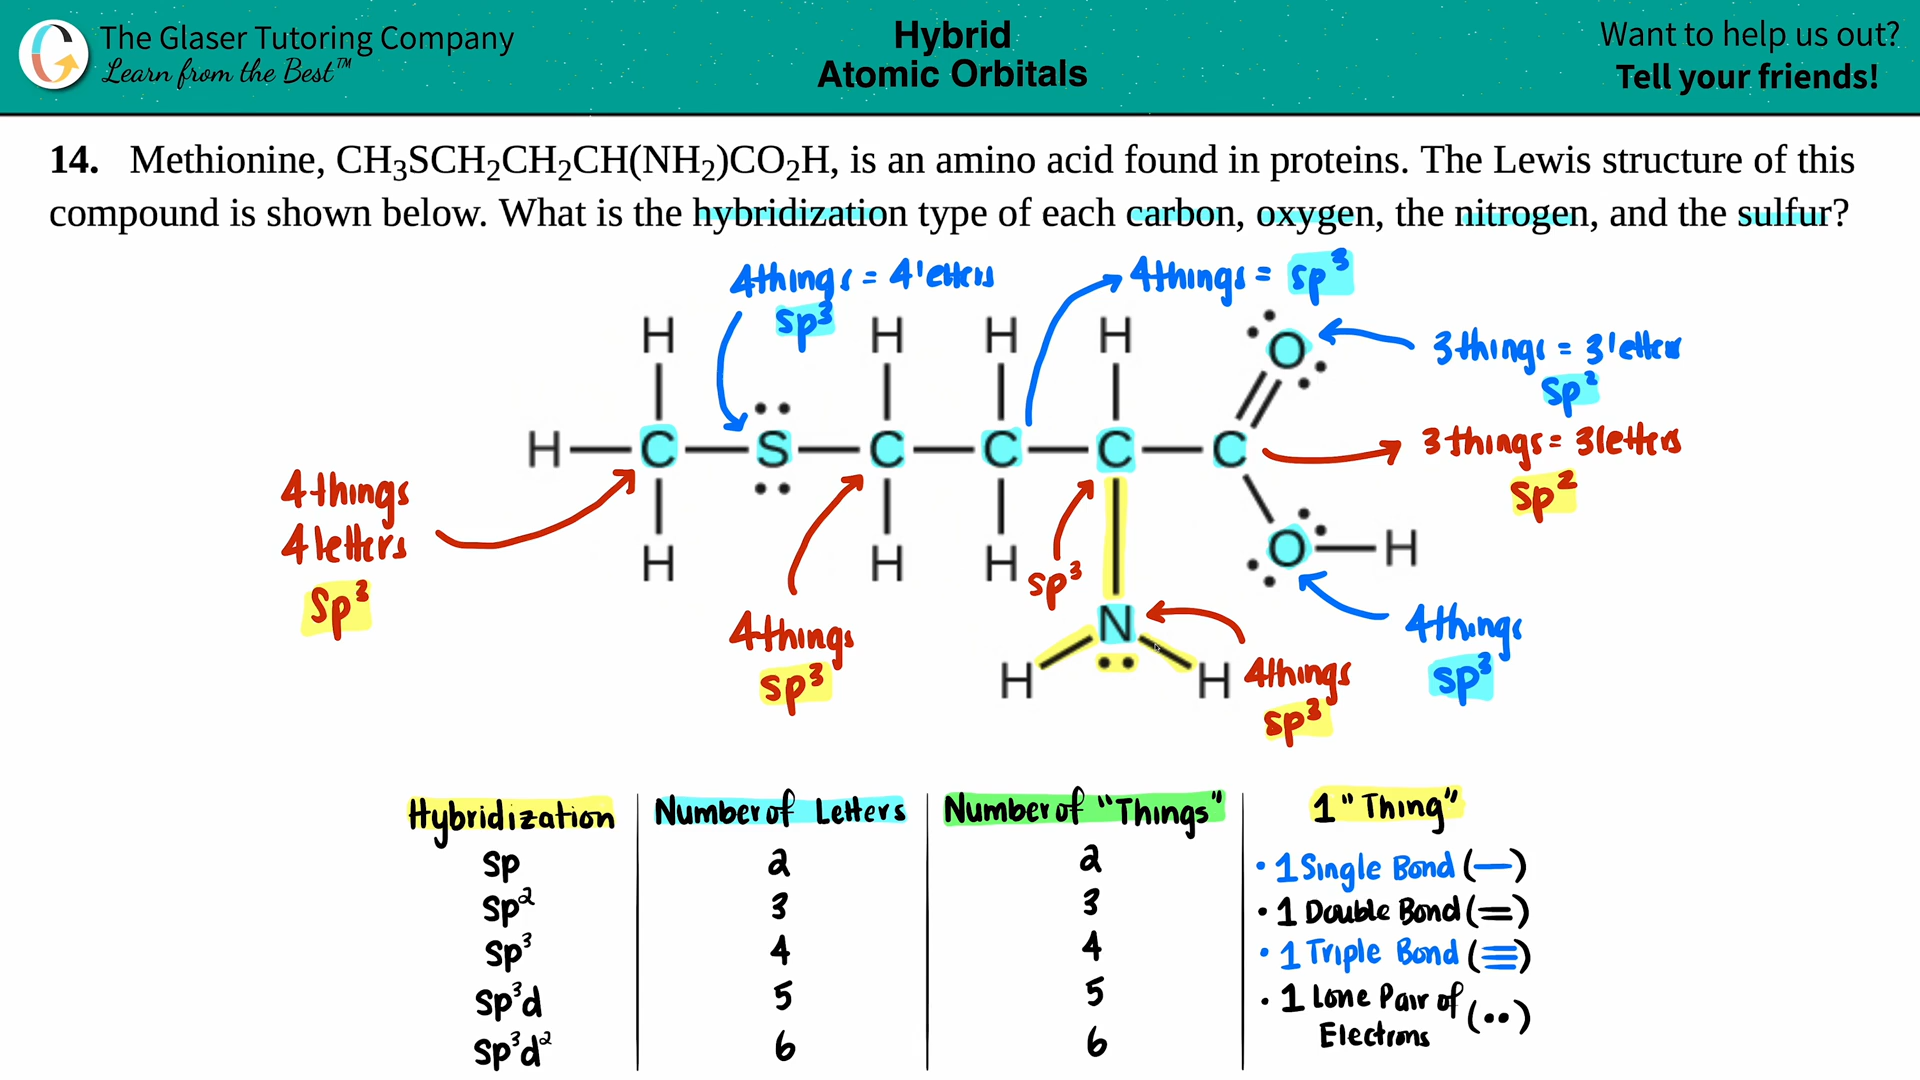 The Glaser Tutoring Company
Learn from the Best™
Hybrid
Atomic Orbitals
Want to help us out?
Tell your friends!
14. Methionine, CH₃SCH₂CH₂CH(NH₂)CO₂H, is an amino acid found in proteins. The Lewis structure of this
compound is shown below. What is the hybridization type of each carbon, oxygen, the nitrogen, and the sulfur?
4 things = 4 letters
sp³
4 things = sp³
H H H H O
3 things = 3 letters
sp²
H C S C C C C
3 things = 3 letters
sp²
4 things
4 letters
sp³
H H H O H
sp³
4 things
sp³
N
H H
4 things
sp³
4 things
sp³
Hybridization Number of Letters Number of "Things" 1 "Thing"
sp 2 2 • 1 Single Bond (—)
sp² 3 3 • 1 Double Bond (=)
sp³ 4 4 • 1 Triple Bond (≡)
sp³d 5 5 • 1 Lone Pair of
Electrons (••)
sp³d² 6 6